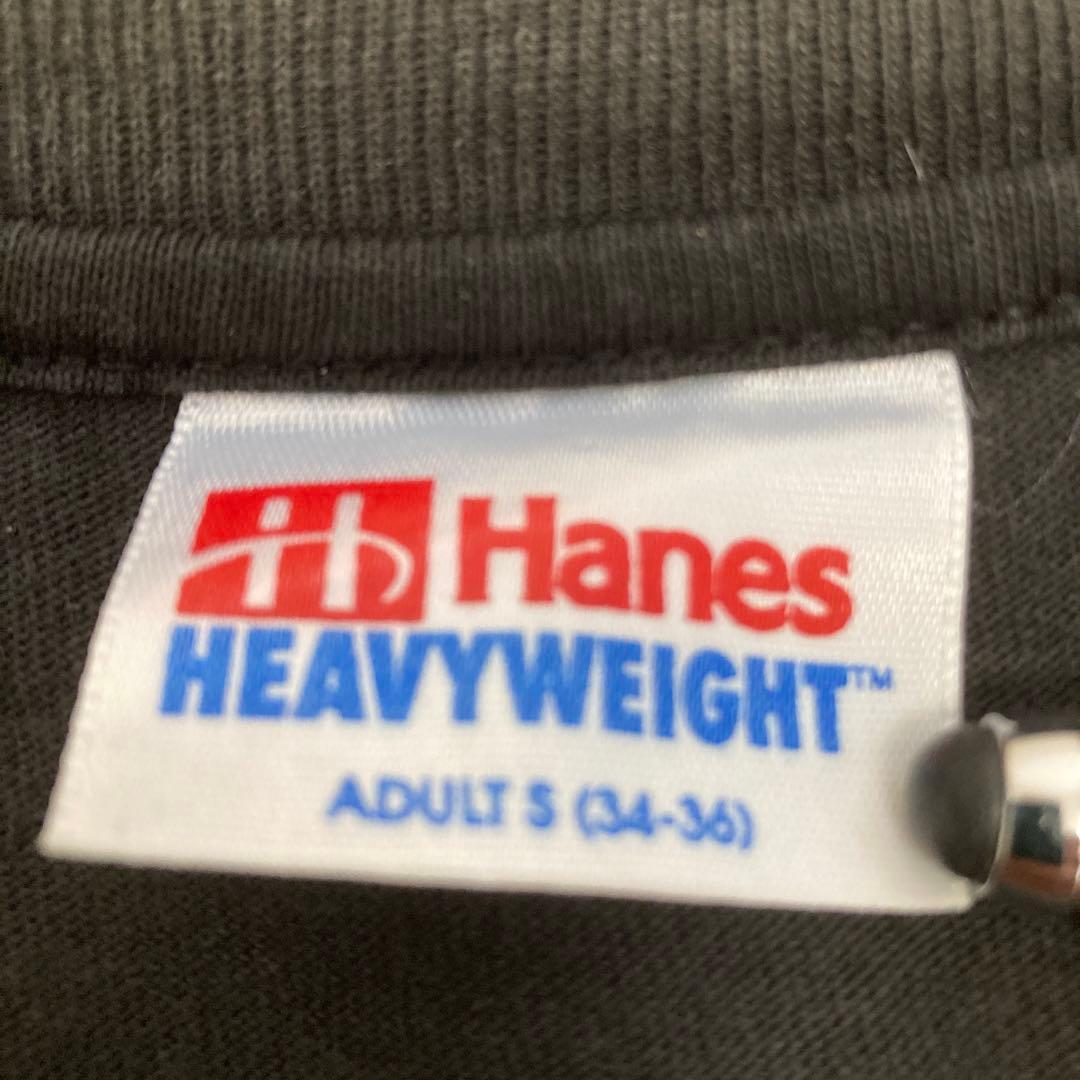 Hanes
HEAVYWEIGHT™
ADULT S (34-36)